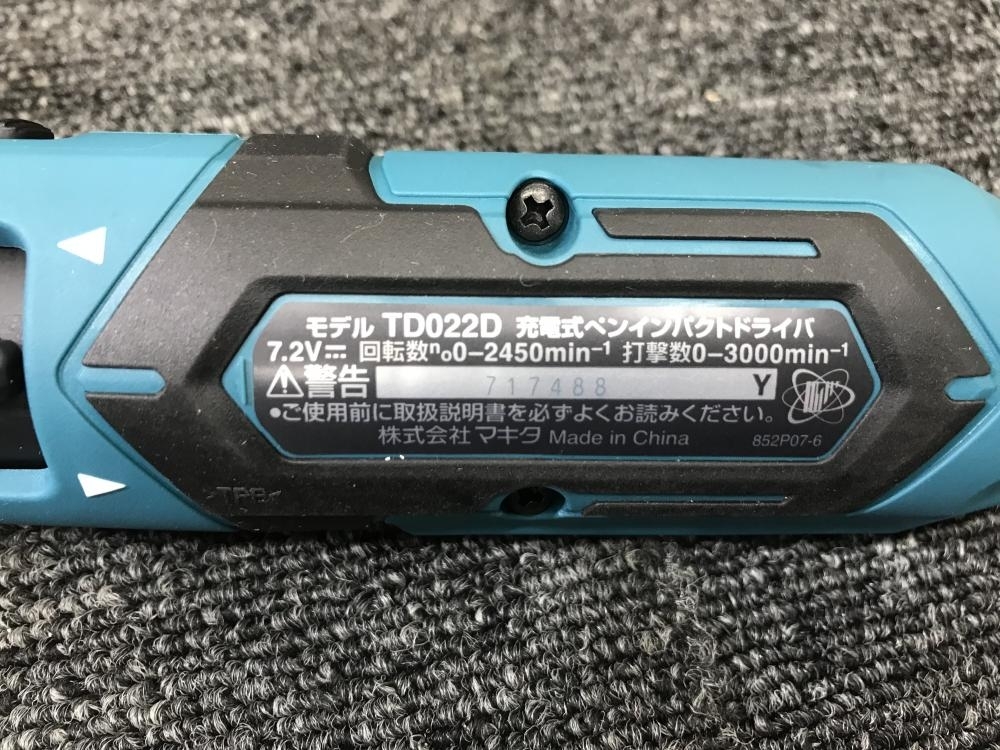 モデル TD022D 充電式ペンインパクトドライバ
7.2V⎓ 回転数n₀0-2450min⁻¹ 打撃数0-3000min⁻¹
⚠警告 717488 Y
●ご使用前に取扱説明書を必ずよくお読みください。
株式会社 マキタ Made in China 852P07-6